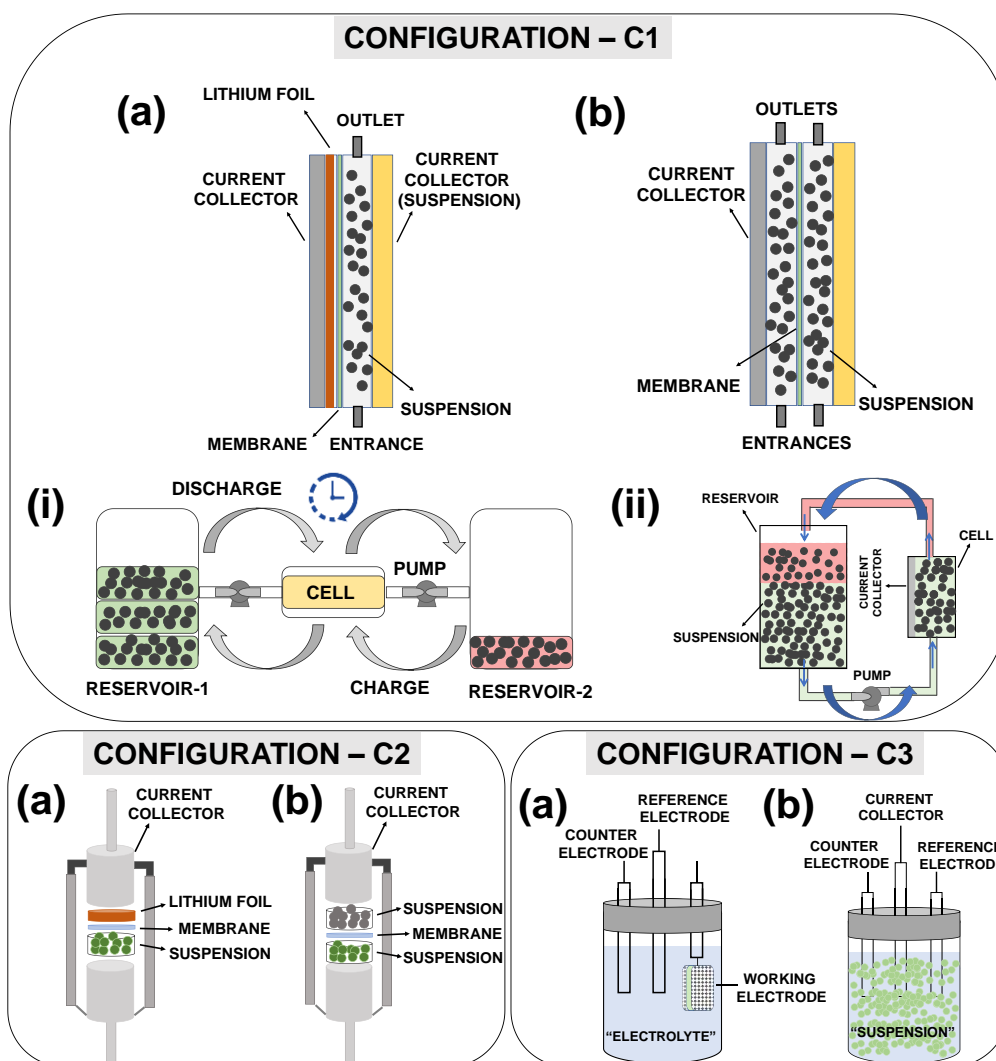 CONFIGURATION – C1
(a)
LITHIUM FOIL
OUTLET
CURRENT
COLLECTOR
CURRENT
COLLECTOR
(SUSPENSION)
SUSPENSION
MEMBRANE
ENTRANCE
(b)
OUTLETS
CURRENT
COLLECTOR
MEMBRANE
SUSPENSION
ENTRANCES
(i)
DISCHARGE
PUMP
CELL
RESERVOIR-1
CHARGE
RESERVOIR-2
(ii)
RESERVOIR
CELL
CURRENT
COLLECTOR
SUSPENSION
PUMP
CONFIGURATION – C2
(a)
CURRENT
COLLECTOR
LITHIUM FOIL
MEMBRANE
SUSPENSION
(b)
CURRENT
COLLECTOR
SUSPENSION
MEMBRANE
SUSPENSION
CONFIGURATION – C3
(a)
REFERENCE
ELECTRODE
COUNTER
ELECTRODE
WORKING
ELECTRODE
“ELECTROLYTE”
(b)
CURRENT
COLLECTOR
COUNTER
ELECTRODE
REFERENCE
ELECTROD
“SUSPENSION”